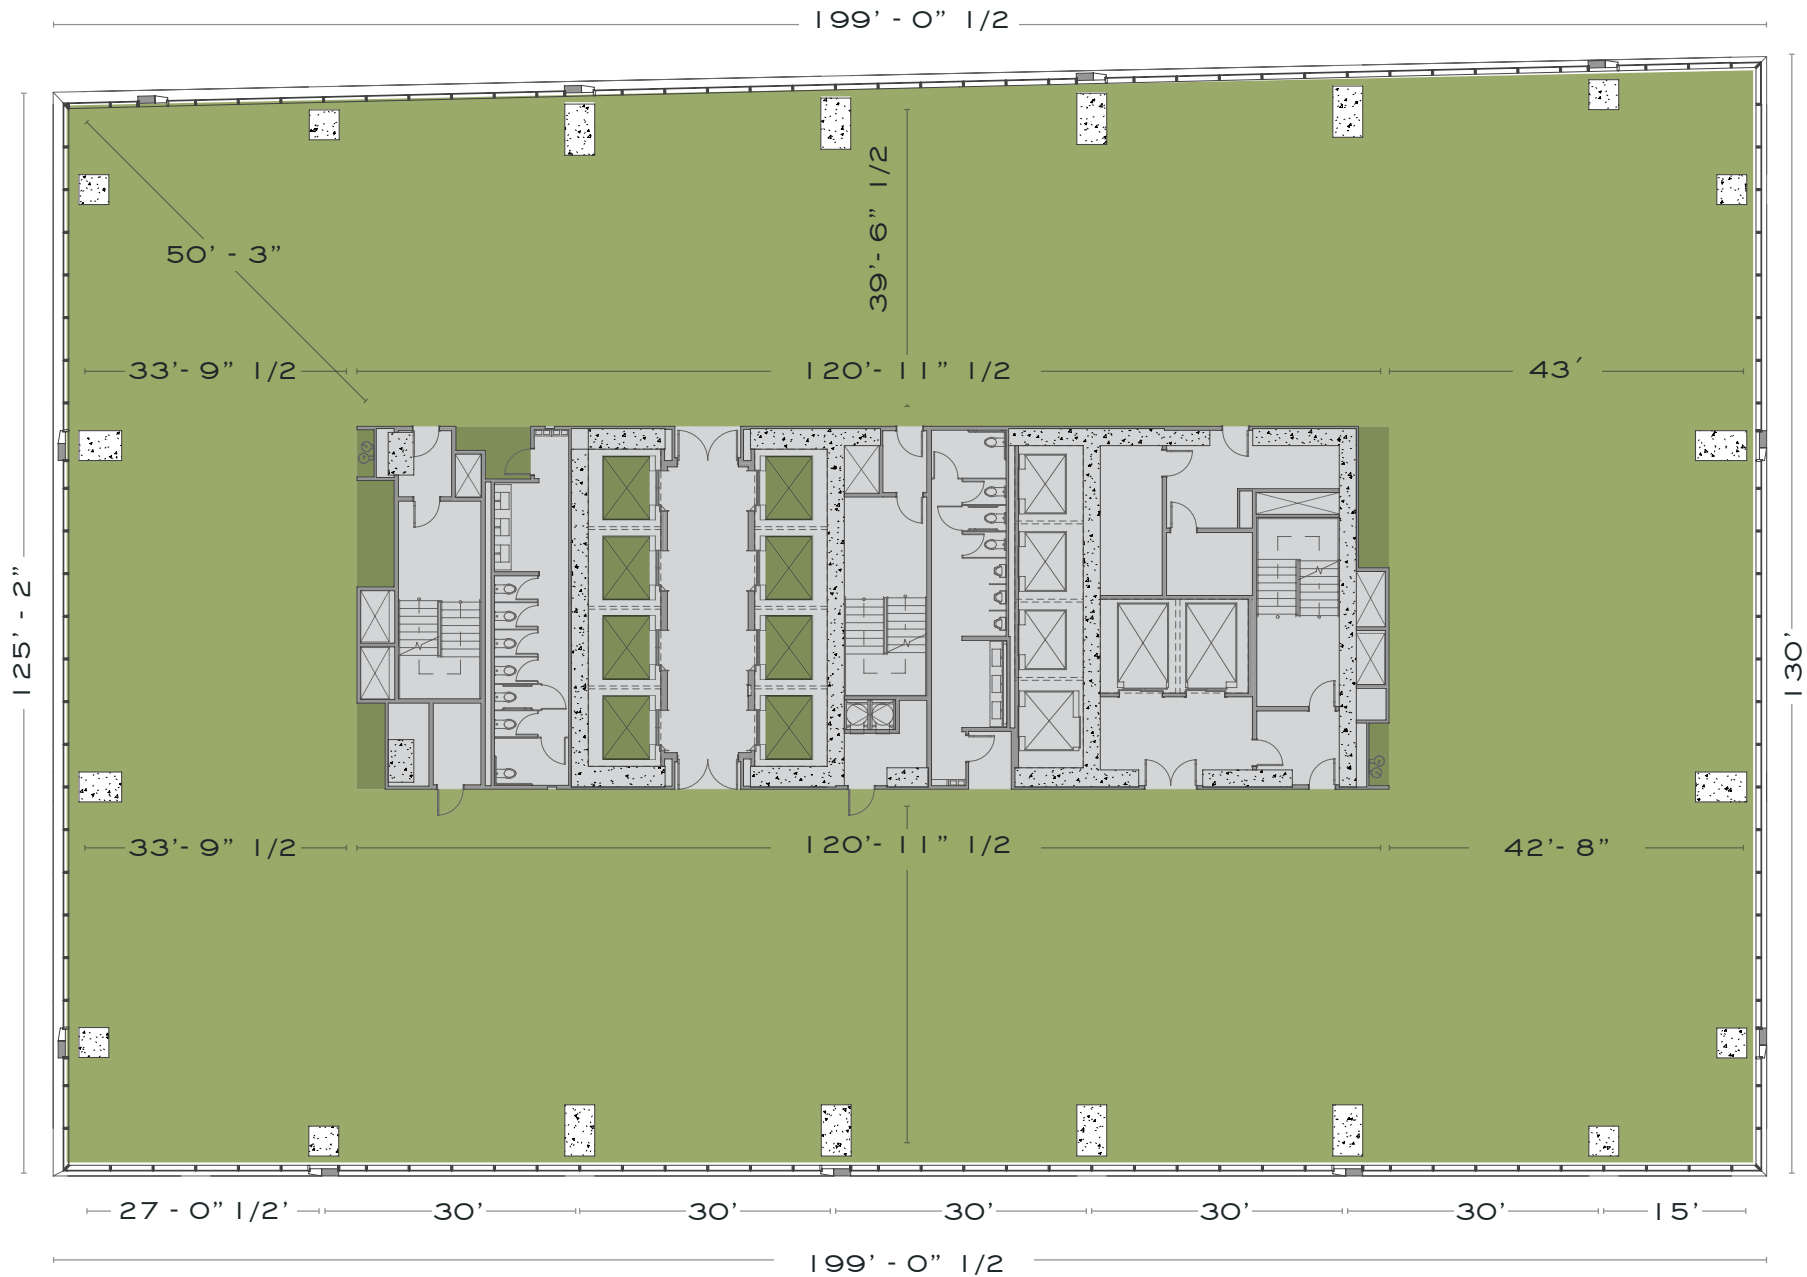 199’ - 0” 1/2
39’- 6” 1/2
50’ - 3”
33’- 9” 1/2
120’- 11” 1/2
43’
125’ - 2”
130’
33’- 9” 1/2
120’- 11” 1/2
42’- 8”
27 - 0” 1/2’
30’
30’
30’
30’
30’
15’
199’ - 0” 1/2